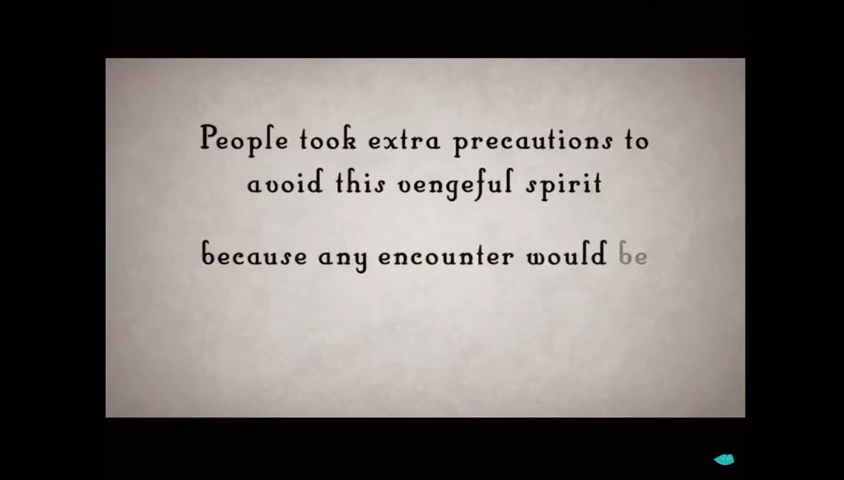 People took extra precautions to
avoid this vengeful spirit
because any encounter would be